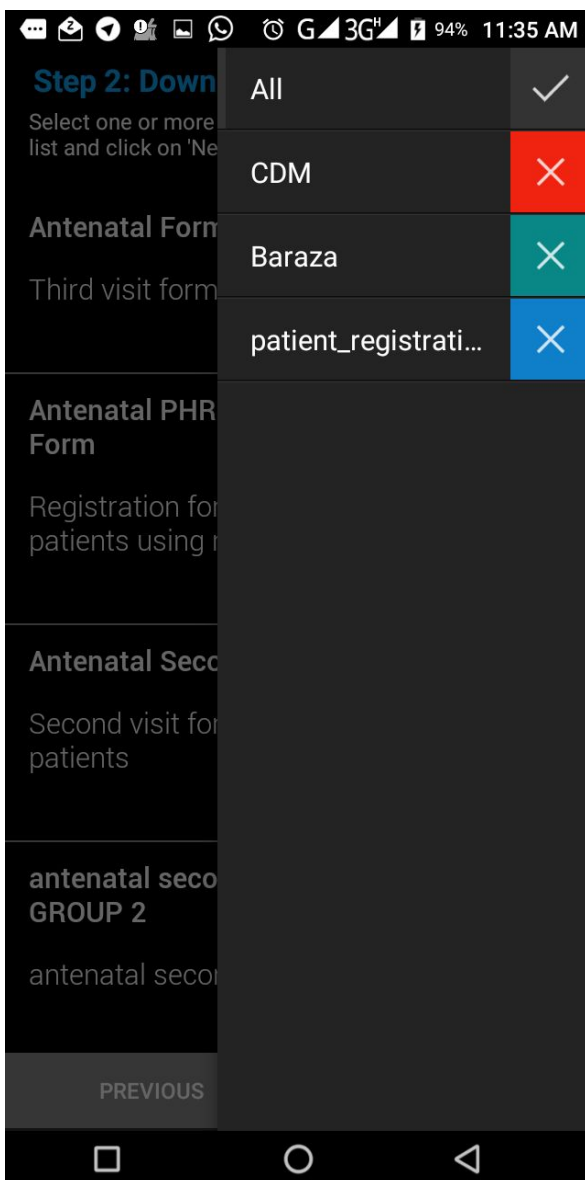 G 3G H 94% 11:35 AM
Step 2: Down
Select one or more
list and click on 'Ne
Antenatal Form
Third visit form
Antenatal PHR
Form
Registration for
patients using
Antenatal Seco
Second visit for
patients
antenatal seco
GROUP 2
antenatal secon
PREVIOUS
All
CDM
Baraza
patient_registrati...